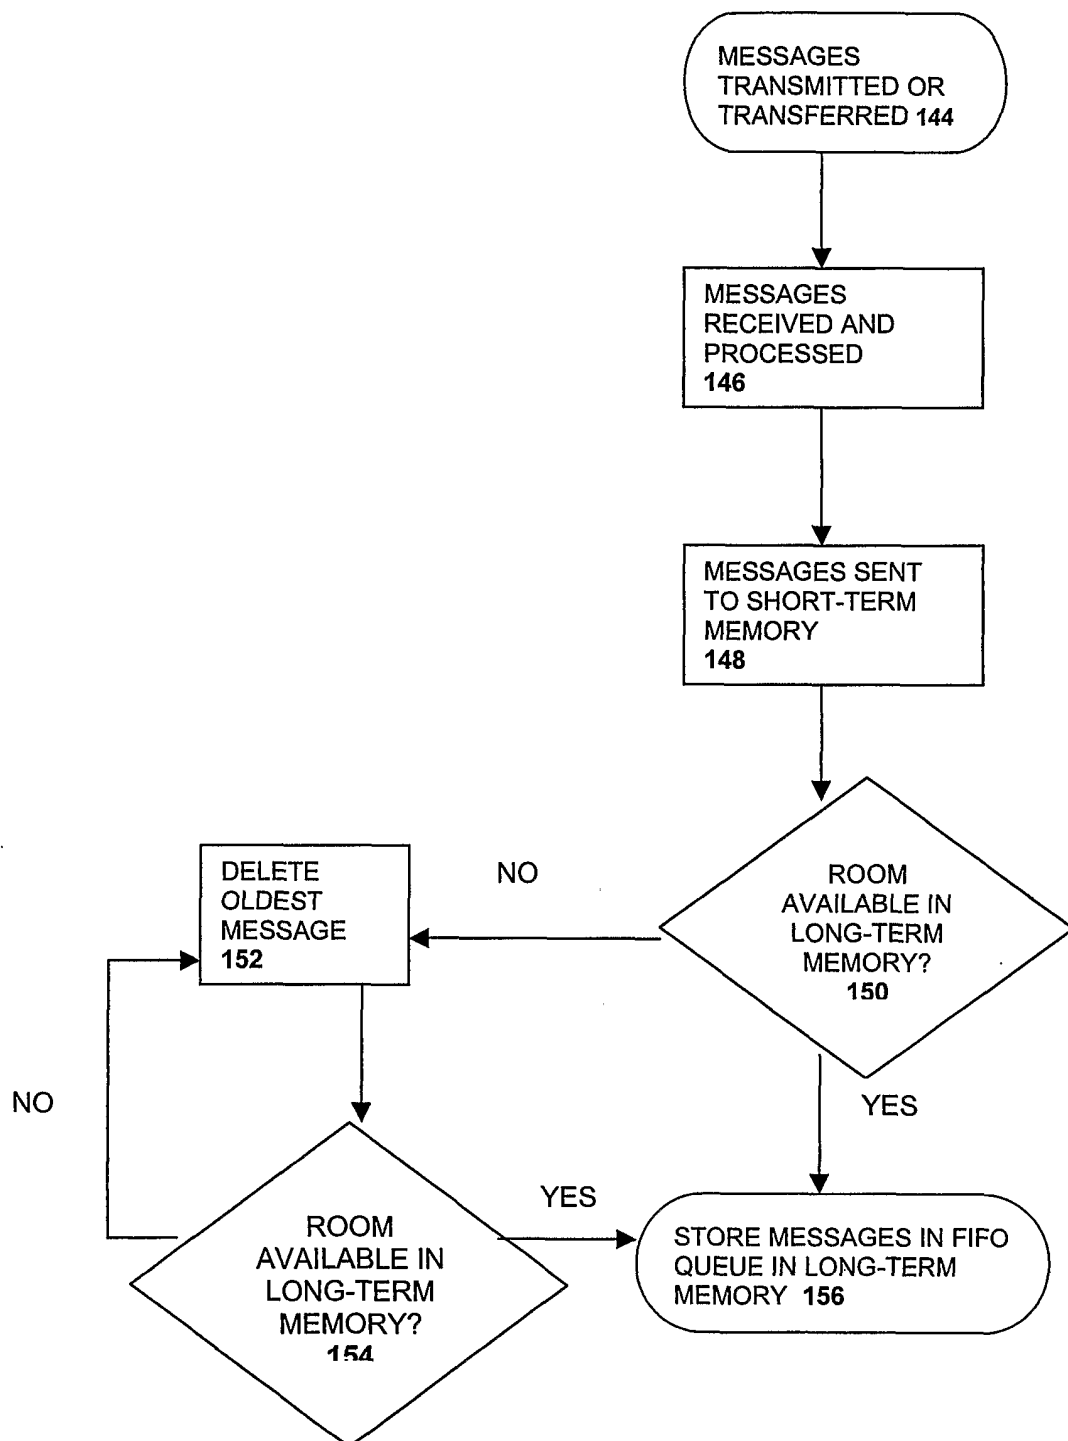 MESSAGES
TRANSMITTED OR
TRANSFERRED 144
MESSAGES
RECEIVED AND
PROCESSED
146
MESSAGES SENT
TO SHORT-TERM
MEMORY
148
ROOM
AVAILABLE IN
LONG-TERM
MEMORY?
150
NO
DELETE
OLDEST
MESSAGE
152
YES
NO
ROOM
AVAILABLE IN
LONG-TERM
MEMORY?
154
YES
STORE MESSAGES IN FIFO
QUEUE IN LONG-TERM
MEMORY 156